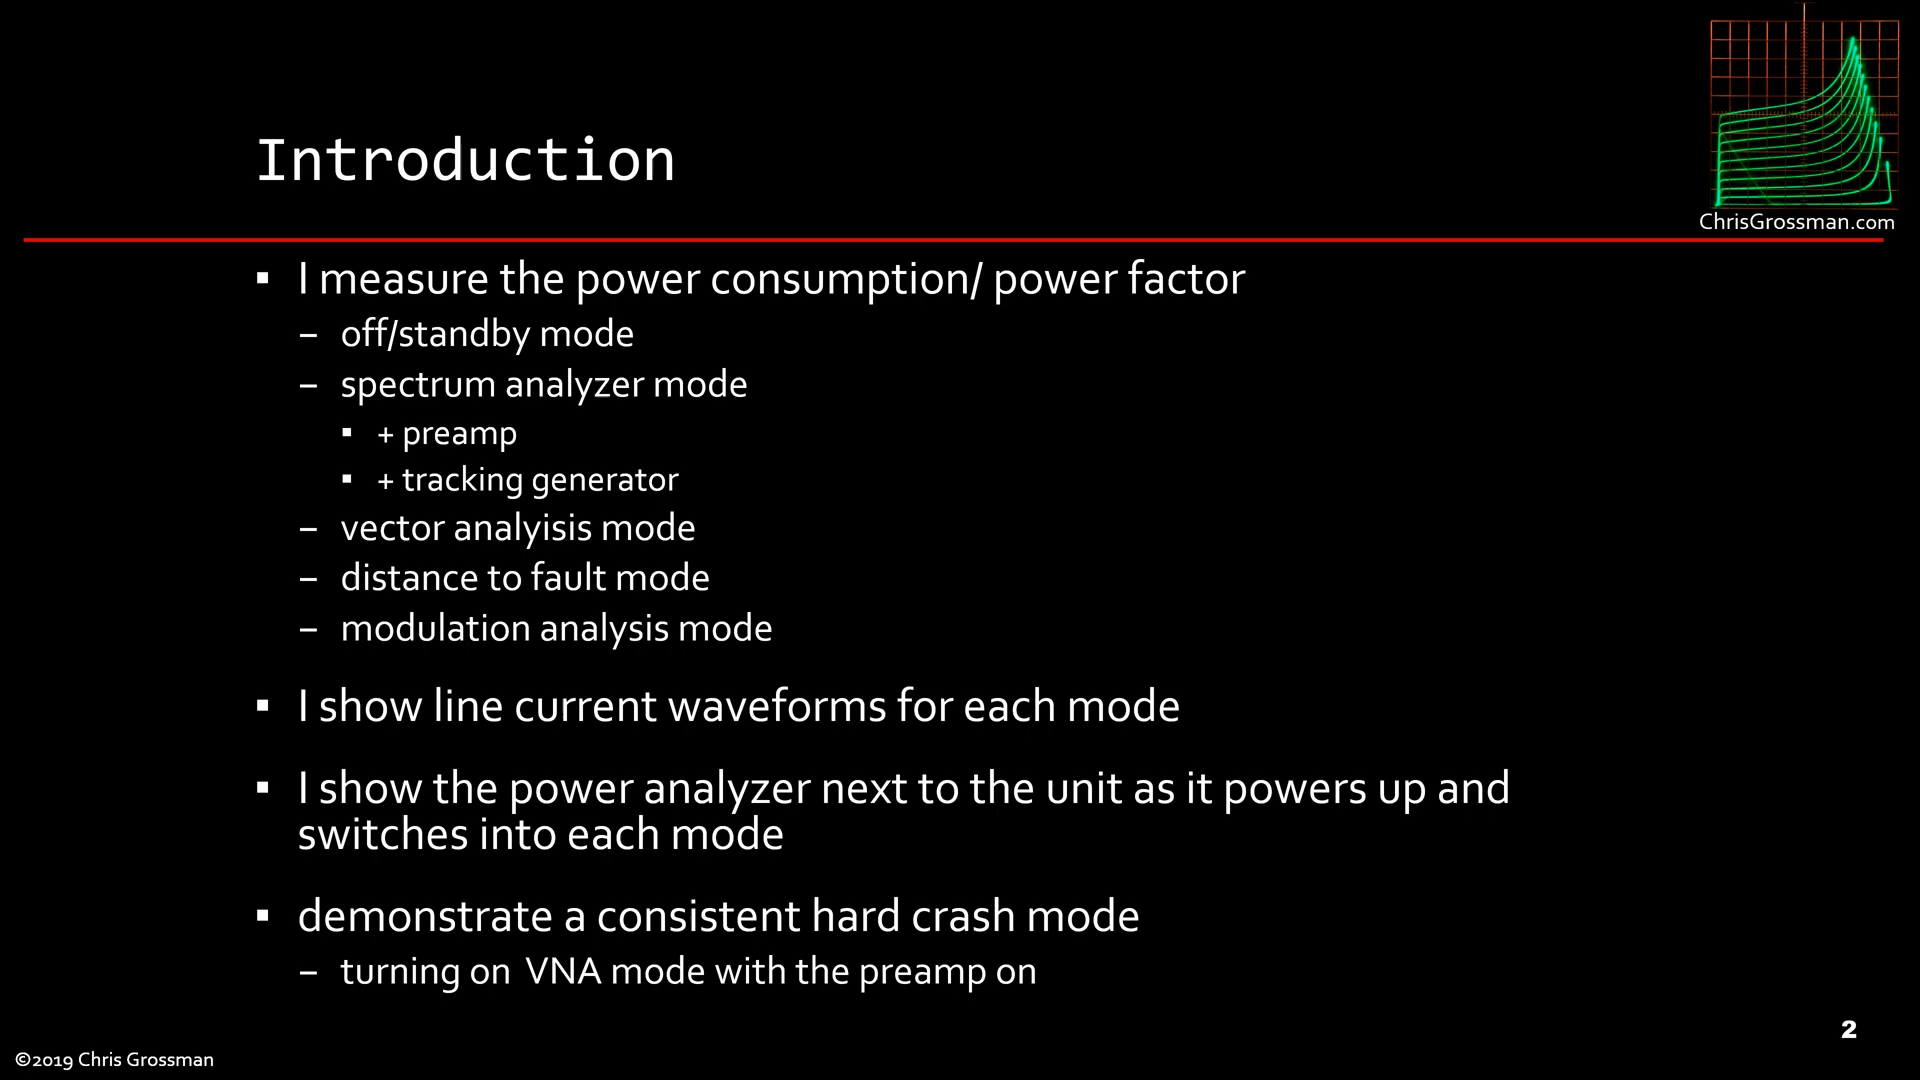 Introduction
ChrisGrossman.com
▪ I measure the power consumption/ power factor
– off/standby mode
– spectrum analyzer mode
▪ + preamp
▪ + tracking generator
– vector analyisis mode
– distance to fault mode
– modulation analysis mode
▪ I show line current waveforms for each mode
▪ I show the power analyzer next to the unit as it powers up and
switches into each mode
▪ demonstrate a consistent hard crash mode
– turning on VNA mode with the preamp on
2
©2019 Chris Grossman